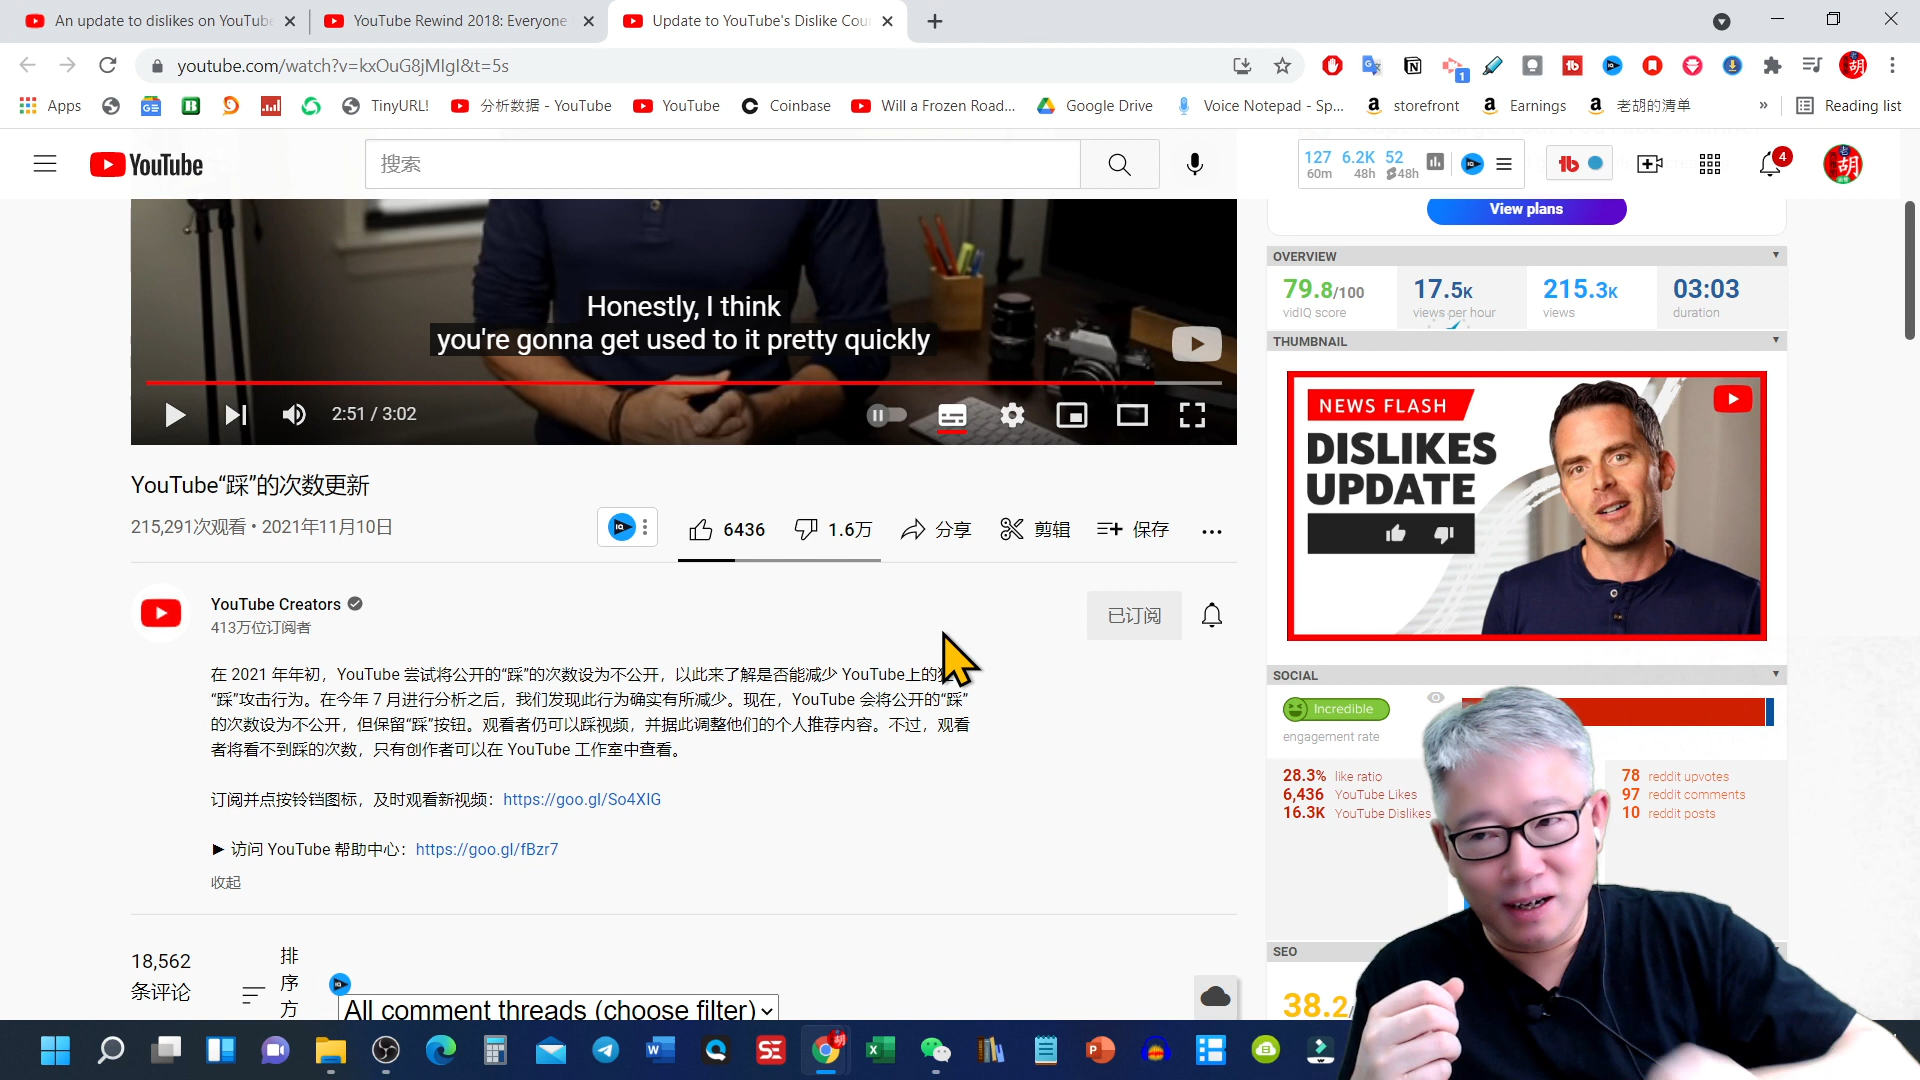 An update to dislikes on YouTube
YouTube Rewind 2018: Everyone
Update to YouTube's Dislike Cou
youtube.com/watch?v=kxOuG8jMIgI&t=5s
1
Apps
TinyURL!
分析数据 - YouTube
YouTube
Coinbase
Will a Frozen Road...
Google Drive
Voice Notepad - Sp...
storefront
Earnings
老胡的清单
»
Reading list
YouTube
搜索
127 6.2K 52
60m 48h 48h
tb
4
胡
View plans
Honestly, I think
you're gonna get used to it pretty quickly
2:51 / 3:02
OVERVIEW
79.8/100 17.5K 215.3K 03:03
vidIQ score views per hour views duration
THUMBNAIL
NEWS FLASH
DISLIKES
UPDATE
YouTube“踩”的次数更新
215,291次观看 • 2021年11月10日
6436 1.6万 分享 剪辑 保存 ...
YouTube Creators
413万位订阅者
已订阅
在 2021 年年初，YouTube 尝试将公开的“踩”的次数设为不公开，以此来了解是否能减少 YouTube上的
“踩”攻击行为。在今年 7 月进行分析之后，我们发现此行为确实有所减少。现在，YouTube 会将公开的“踩”
的次数设为不公开，但保留“踩”按钮。观看者仍可以踩视频，并据此调整他们的个人推荐内容。不过，观看
者将看不到踩的次数，只有创作者可以在 YouTube 工作室中查看。
订阅并点按铃铛图标，及时观看新视频：https://goo.gl/So4XIG
► 访问 YouTube 帮助中心：https://goo.gl/fBzr7
收起
SOCIAL
Incredible
engagement rate
28.3% like ratio
6,436 YouTube Likes
16.3K YouTube Dislikes
78 reddit upvotes
97 reddit comments
10 reddit posts
SEO
38.2/
18,562
条评论
排
序
方
All comment threads (choose filter)